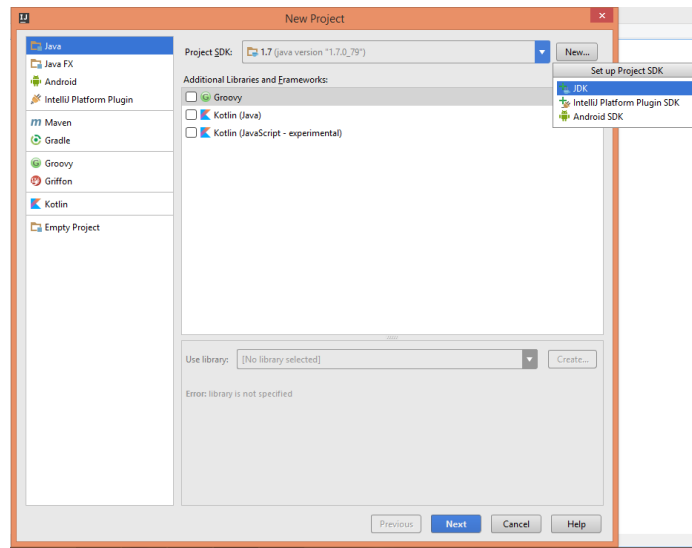 New Project
Java
Java FX
Android
IntelliJ Platform Plugin
Maven
Gradle
Groovy
Griffon
Kotlin
Empty Project
Project SDK: 1.7 (java version "1.7.0_79") New...
Set up Project SDK
JDK
IntelliJ Platform Plugin SDK
Android SDK
Additional Libraries and Frameworks:
Groovy
Kotlin (Java)
Kotlin (JavaScript - experimental)
Use library: [No library selected] Create...
Error: library is not specified
Previous Next Cancel Help